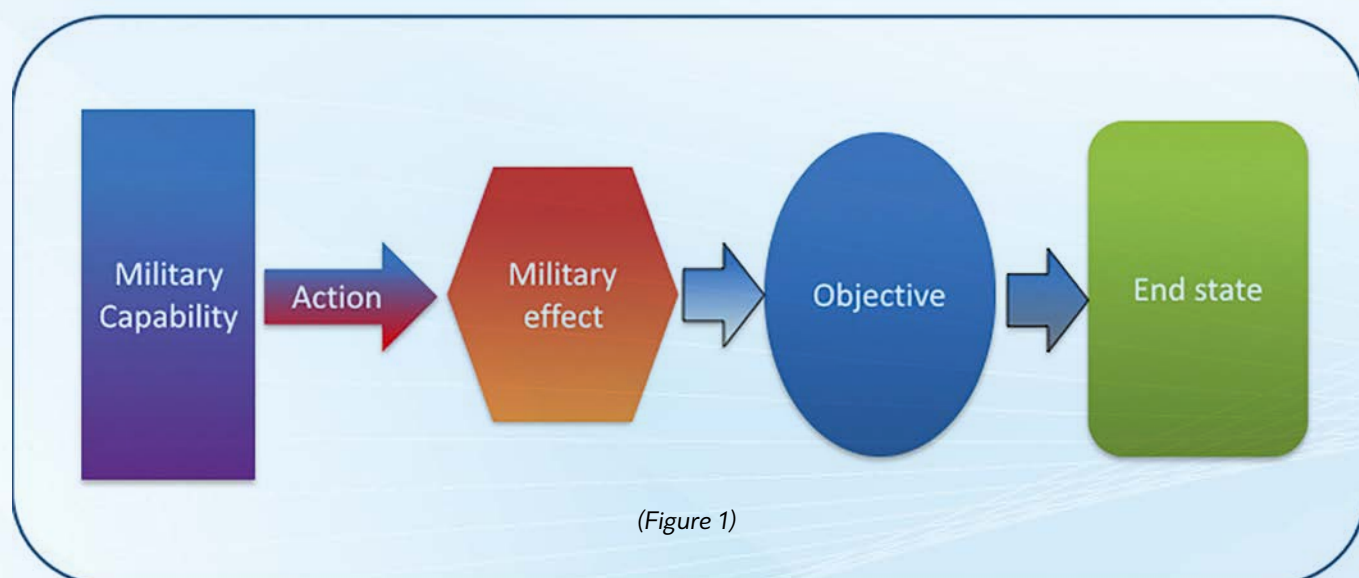 Military
Capability
Action
Military
effect
Objective
End state
(Figure 1)